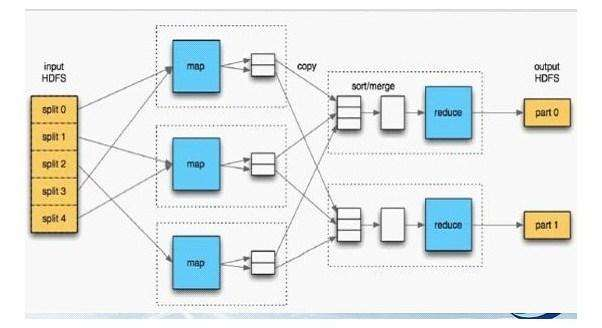 input
HDFS
split 0
split 1
split 2
split 3
split 4
map
map
map
copy
sort/merge
reduce
reduce
output
HDFS
part 0
part 1